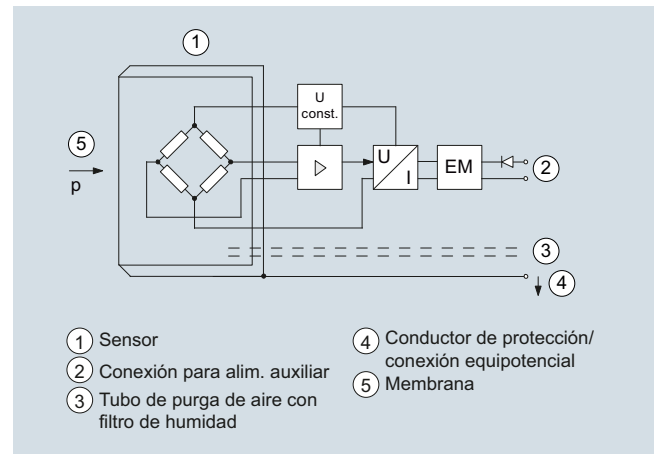 1
U
const.
5
p
U
I
EM
2
3
4
1 Sensor
2 Conexión para alim. auxiliar
3 Tubo de purga de aire con
filtro de humidad
4 Conductor de protección/
conexión equipotencial
5 Membrana